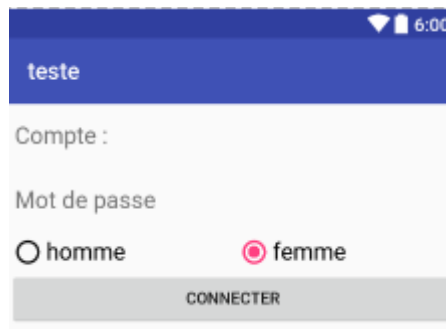 6:00
teste
Compte :
Mot de passe
homme femme
CONNECTER